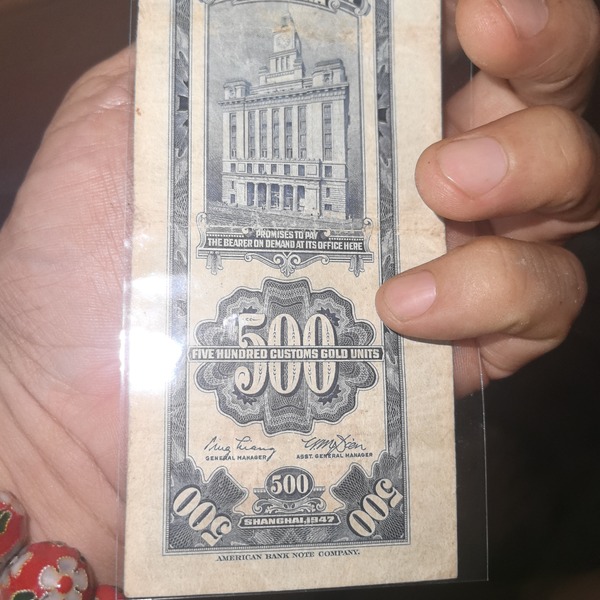 PROMISES TO PAY
THE BEARER ON DEMAND AT ITS OFFICE HERE
500
FIVE HUNDRED CUSTOMS GOLD UNITS
GENERAL MANAGER
ASST. GENERAL MANAGER
500
500
500
SHANGHAI, 1947
AMERICAN BANK NOTE COMPANY.